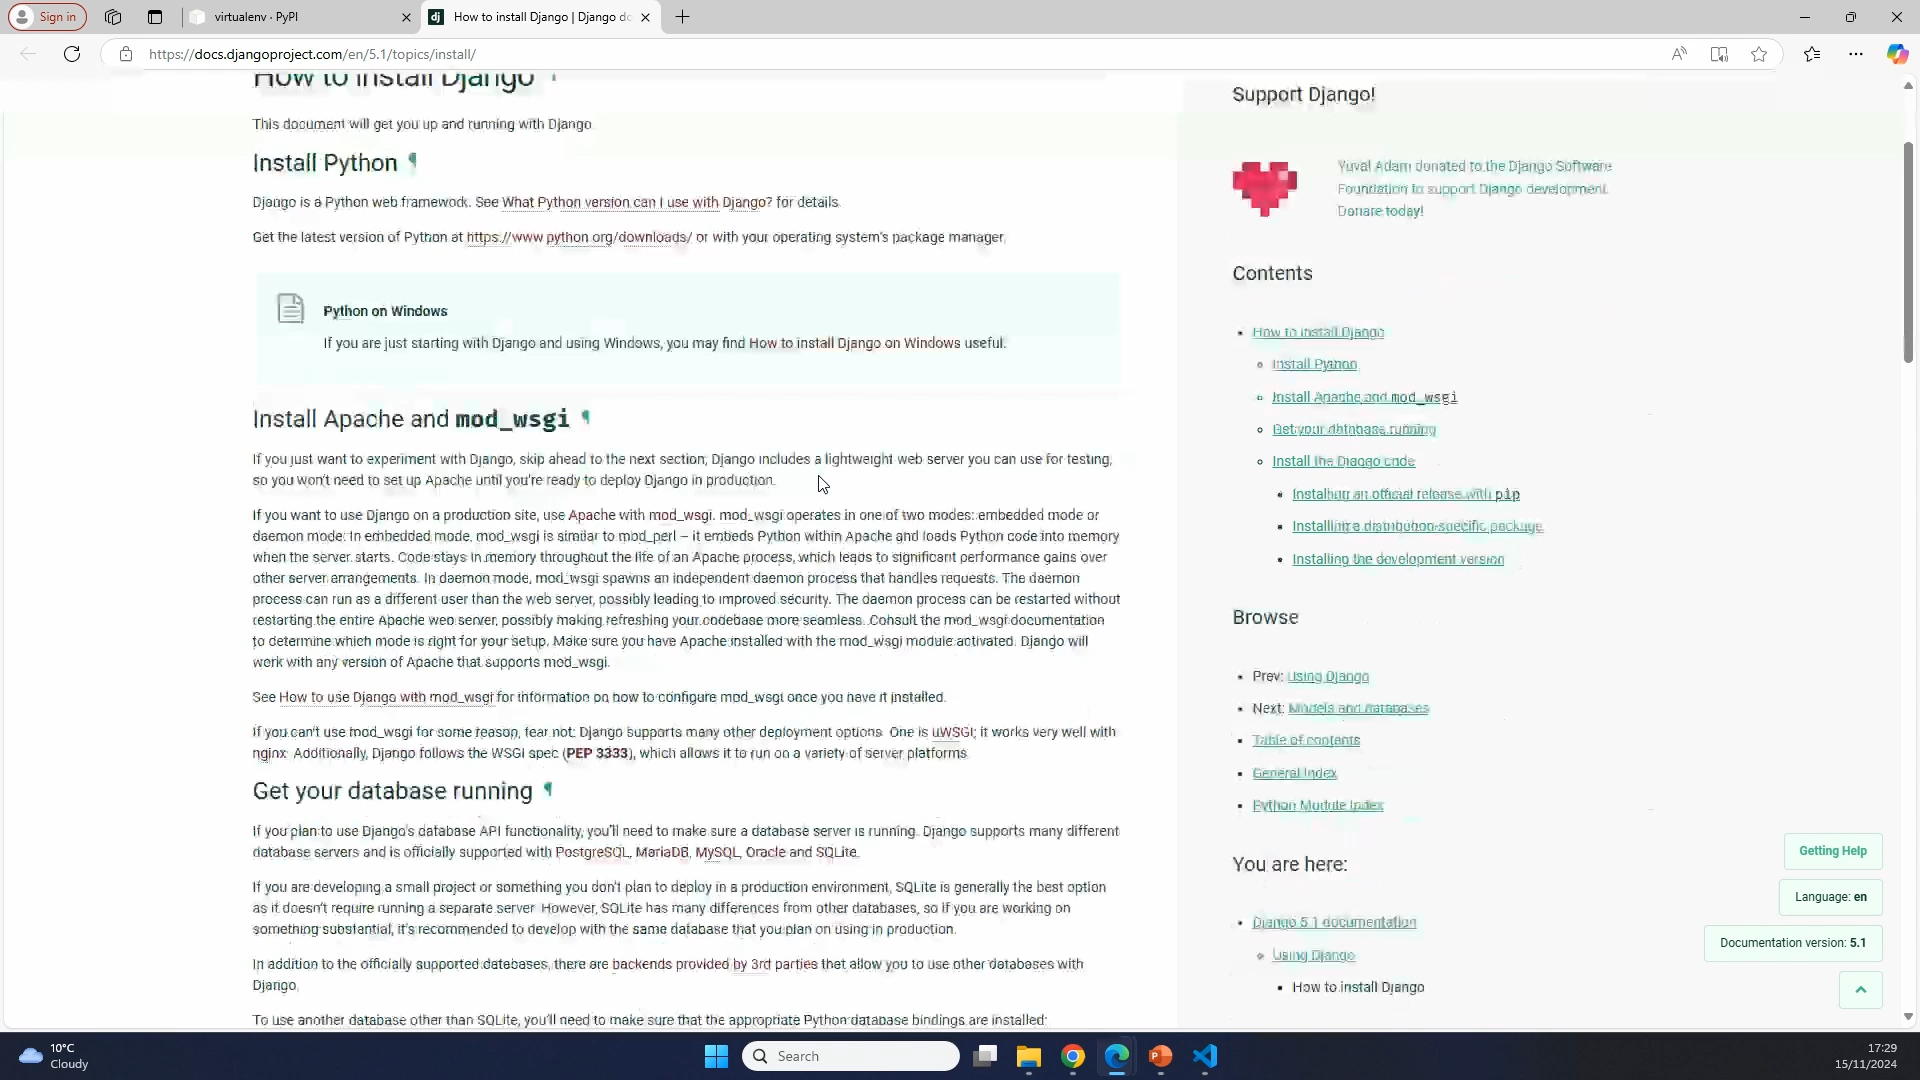 Sign in
virtualenv · PyPI
How to install Django | Django do
https://docs.djangoproject.com/en/5.1/topics/install/
How to install Django
This document will get you up and running with Django.
Install Python ¶
Django is a Python web framework. See What Python version can I use with Django? for details.
Get the latest version of Python at https://www.python.org/downloads/ or with your operating system's package manager.
Python on Windows
If you are just starting with Django and using Windows, you may find How to install Django on Windows useful.
Install Apache and mod_wsgi ¶
If you just want to experiment with Django, skip ahead to the next section; Django includes a lightweight web server you can use for testing,
so you won't need to set up Apache until you're ready to deploy Django in production.
If you want to use Django on a production site, use Apache with mod_wsgi. mod_wsgi operates in one of two modes: embedded mode or
daemon mode. In embedded mode, mod_wsgi is similar to mod_perl – it embeds Python within Apache and loads Python code into memory
when the server starts. Code stays in memory throughout the life of an Apache process, which leads to significant performance gains over
other server arrangements. In daemon mode, mod_wsgi spawns an independent daemon process that handles requests. The daemon
process can run as a different user than the web server, possibly leading to improved security. The daemon process can be restarted without
restarting the entire Apache web server, possibly making refreshing your codebase more seamless. Consult the mod_wsgi documentation
to determine which mode is right for your setup. Make sure you have Apache installed with the mod_wsgi module activated. Django will
work with any version of Apache that supports mod_wsgi.
See How to use Django with mod_wsgi for information on how to configure mod_wsgi once you have it installed.
If you can't use mod_wsgi for some reason, fear not: Django supports many other deployment options. One is uWSGI; it works very well with
nginx. Additionally, Django follows the WSGI spec (PEP 3333), which allows it to run on a variety of server platforms.
Get your database running ¶
If you plan to use Django's database API functionality, you'll need to make sure a database server is running. Django supports many different
database servers and is officially supported with PostgreSQL, MariaDB, MySQL, Oracle and SQLite.
If you are developing a small project or something you don't plan to deploy in a production environment, SQLite is generally the best option
as it doesn't require running a separate server. However, SQLite has many differences from other databases, so if you are working on
something substantial, it's recommended to develop with the same database that you plan on using in production.
In addition to the officially supported databases, there are backends provided by 3rd parties that allow you to use other databases with
Django.
To use another database other than SQLite, you'll need to make sure that the appropriate Python database bindings are installed:
Support Django!
Yuval Adam donated to the Django Software
Foundation to support Django development.
Donate today!
Contents
How to install Django
Install Python
Install Apache and mod_wsgi
Get your database running
Install the Django code
Installing an official release with pip
Installing a distribution-specific package
Installing the development version
Browse
Prev: Using Django
Next: Models and databases
Table of contents
General Index
Python Module Index
You are here:
Django 5.1 documentation
Using Django
How to install Django
Getting Help
Language: en
Documentation version: 5.1
10°C
Cloudy
Search
17:29
15/11/2024